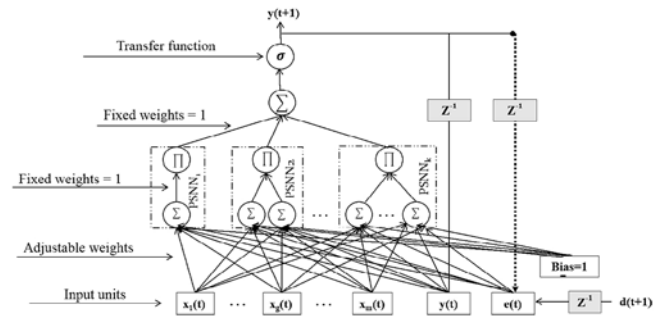 y(t+1)
Transfer function
σ
Σ
Z⁻¹
Z⁻¹
Fixed weights = 1
Π
Π
Π
PSNN₁
PSNN₂
PSNNₖ
Fixed weights = 1
Σ
Σ
Σ
...
Σ
...
Σ
Adjustable weights
Bias=1
Input units
x₁(t)
...
x_g(t)
...
xₘ(t)
y(t)
e(t)
Z⁻¹
d(t+1)